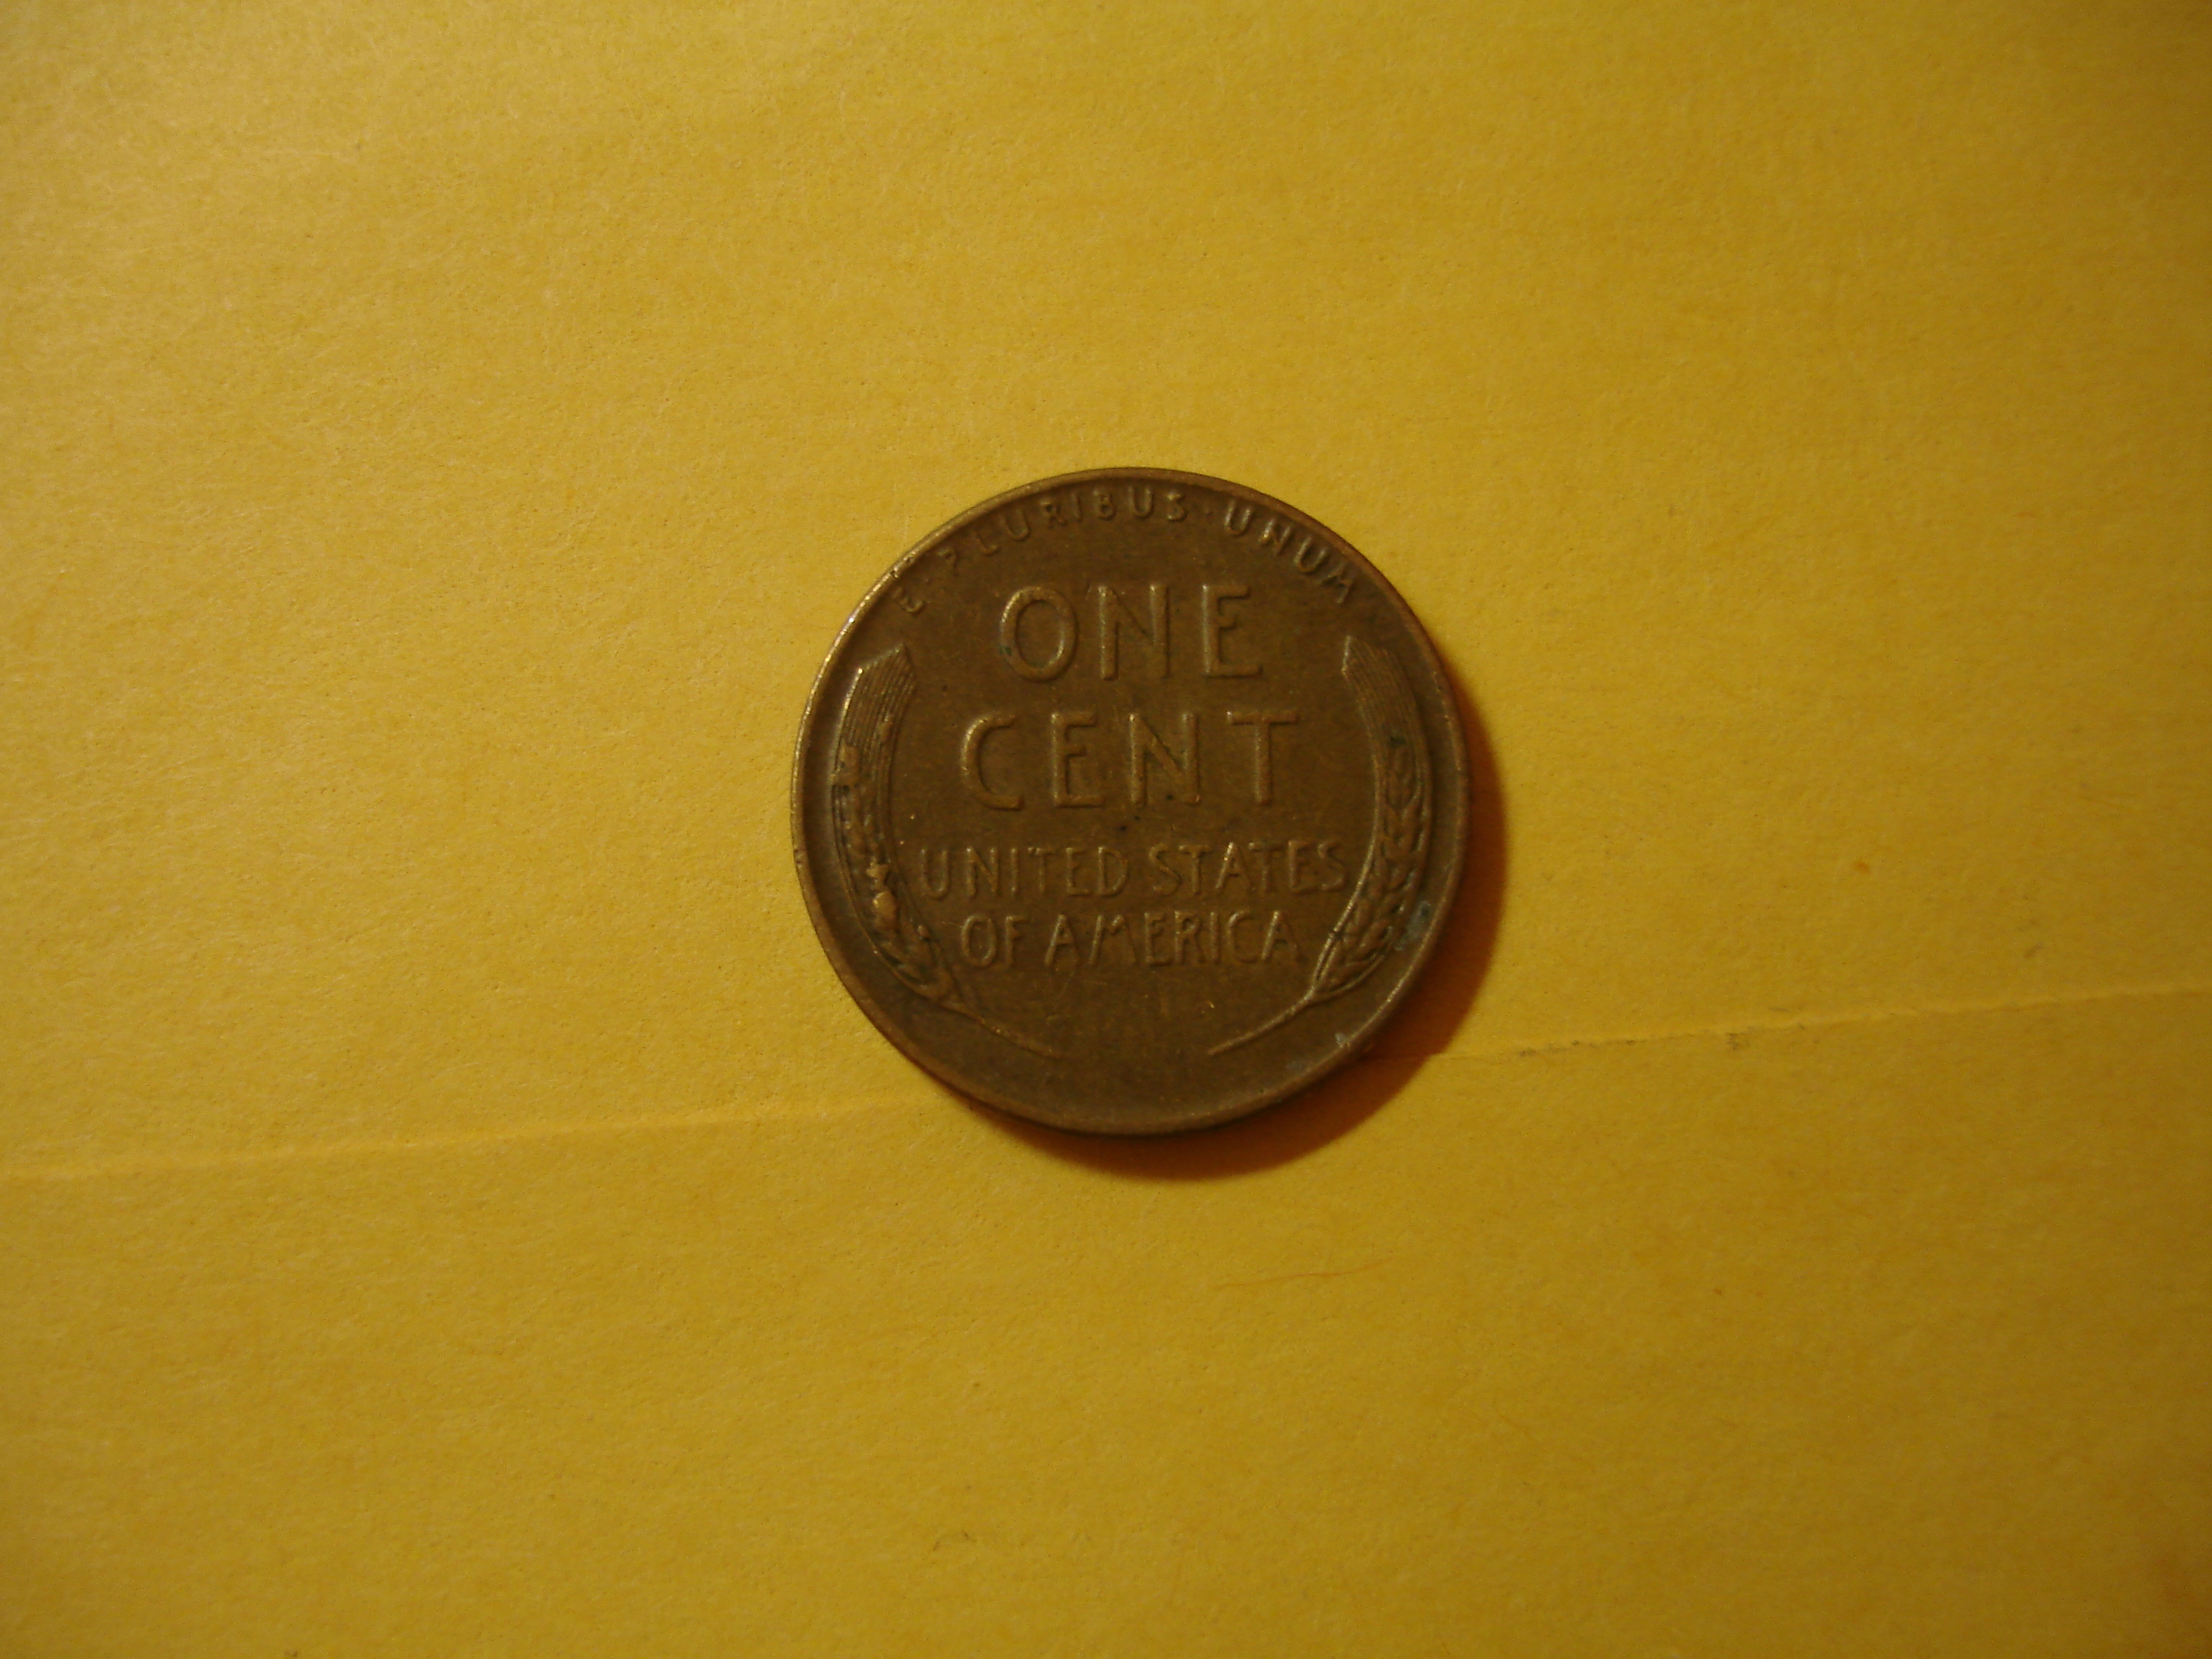 E·PLURIBUS·UNUM
ONE
CENT
UNITED STATES
OF AMERICA